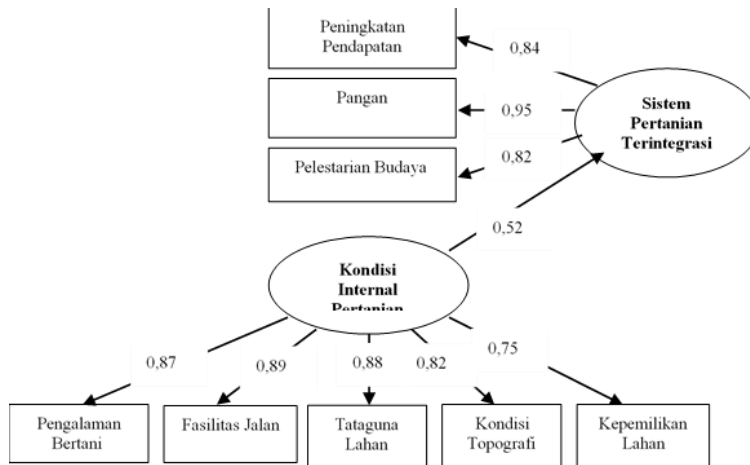 Peningkatan
Pendapatan
0,84
Pangan
0,95
Sistem
Pertanian
Terintegrasi
Pelestarian Budaya
0,82
0,52
Kondisi
Internal
Pertanian
0,87
0,89
0,88
0,82
0,75
Pengalaman
Bertani
Fasilitas Jalan
Tataguna
Lahan
Kondisi
Topografi
Kepemilikan
Lahan